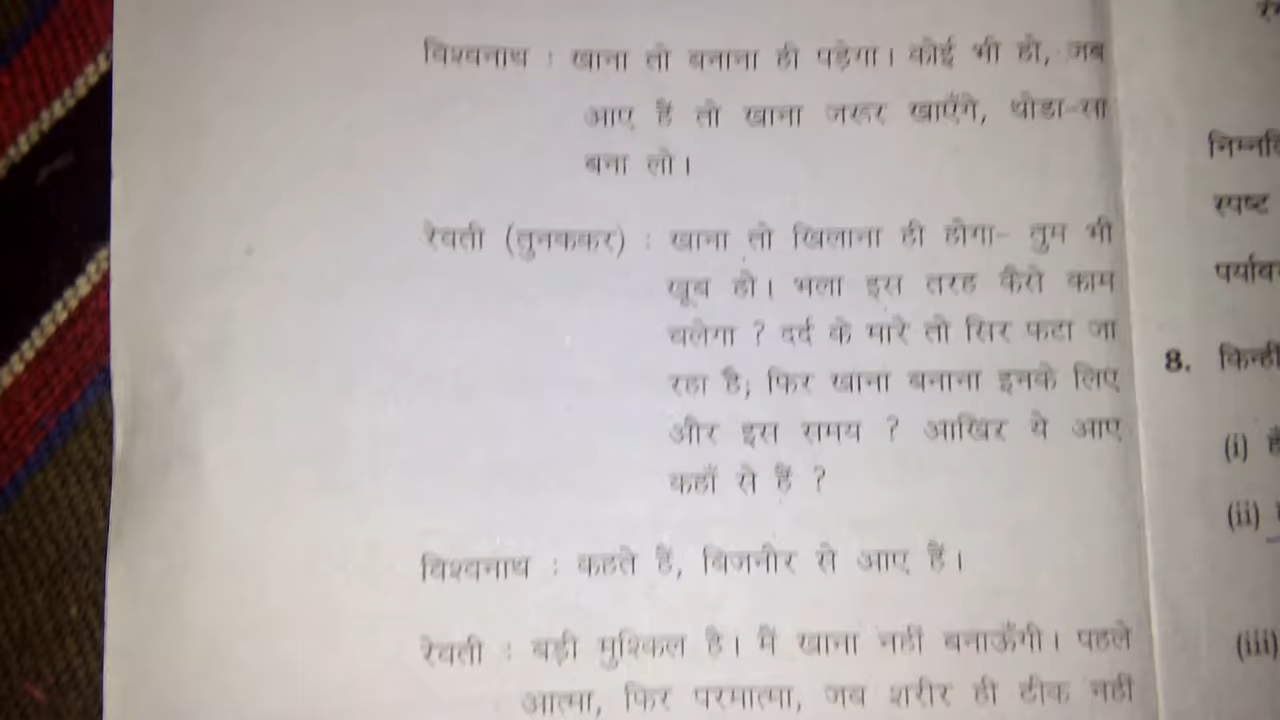 विश्वनाथ : खाना तो बनाना ही पड़ेगा। कोई भी हो, जब
आए हैं तो खाना जरूर खाएँगे, थोडा-सा
बना लो।
रेवती (तुनककर) : खाना तो खिलाना ही होगा- तुम भी
खूब हो। भला इस तरह कैसे काम
चलेगा ? दर्द के मारे तो सिर फटा जा
रहा है; फिर खाना बनाना इनके लिए
और इस समय ? आखिर ये आए
कहाँ से हैं ?
विश्वनाथ : कहते हैं, बिजनौर से आए हैं।
रेवती : बड़ी मुश्किल है। मैं खाना नहीं बनाऊँगी। पहले
आत्मा, फिर परमात्मा, जब शरीर ही ठीक नहीं
स्पष्ट
8.
(i)
(ii)
(iii)